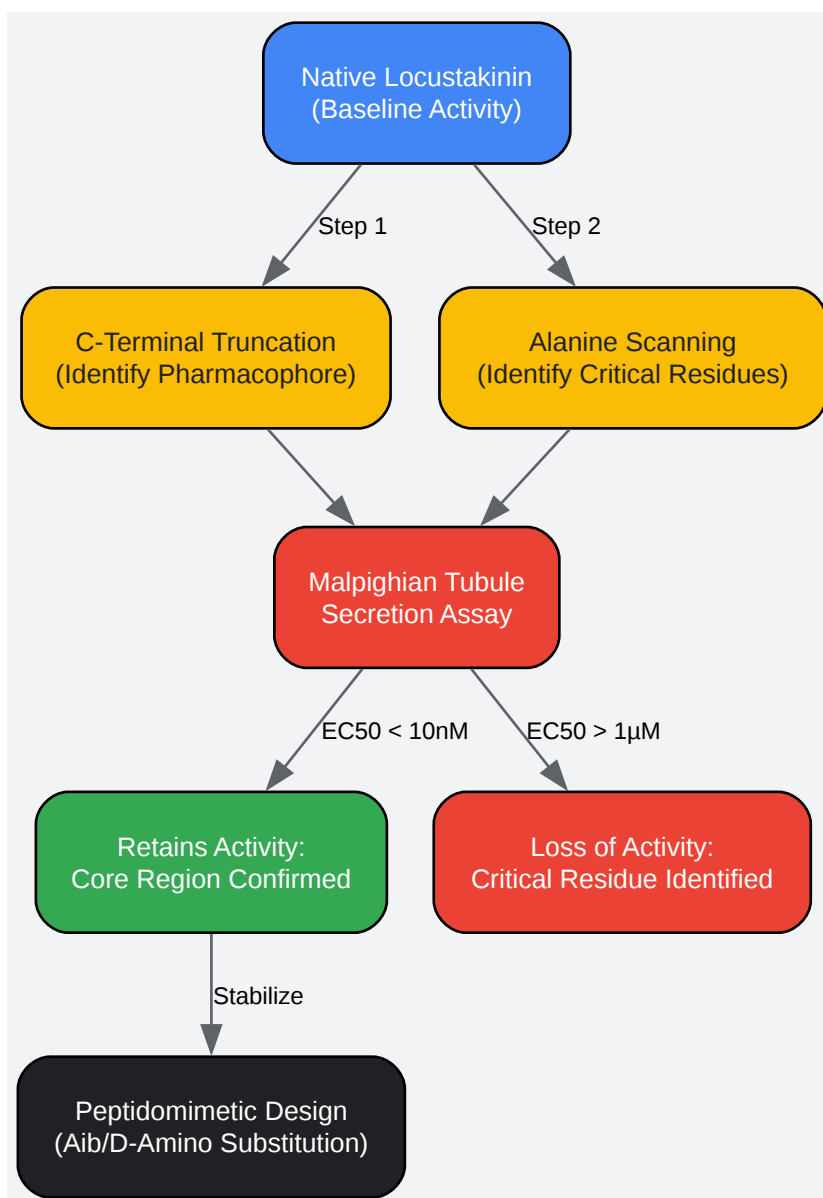 Native Locustakinin
(Baseline Activity)
Step 1
Step 2
C-Terminal Truncation
(Identify Pharmacophore)
Alanine Scanning
(Identify Critical Residues)
Malpighian Tubule
Secretion Assay
EC50 < 10nM
EC50 > 1µM
Retains Activity:
Core Region Confirmed
Loss of Activity:
Critical Residue Identified
Stabilize
Peptidomimetic Design
(Aib/D-Amino Substitution)